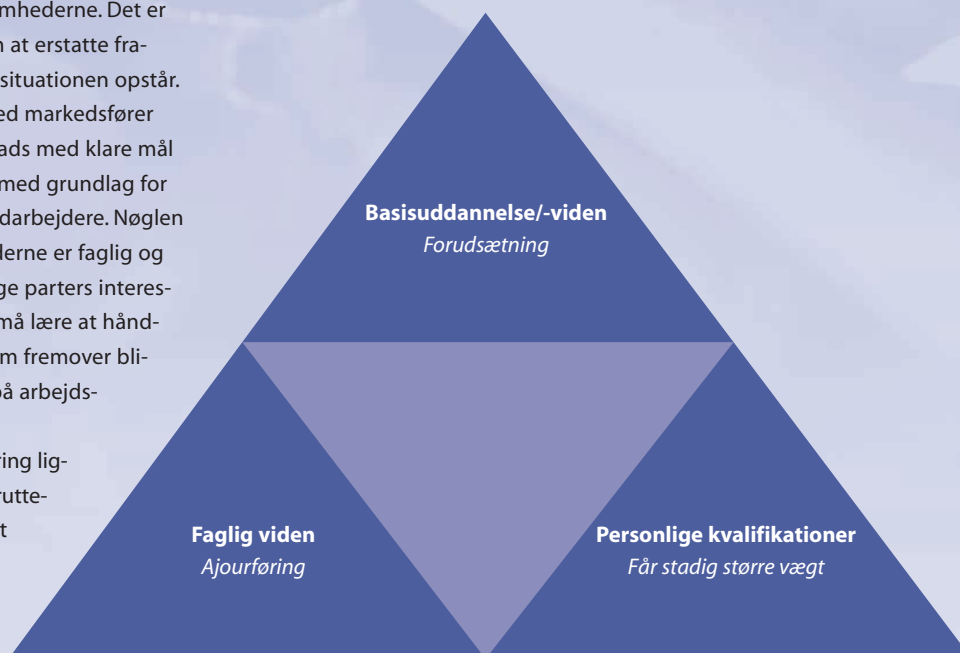 mhederne. Det er
at erstatte fra-
situationen opstår.
ed markedsfører
ads med klare mål
med grundlag for
darbejdere. Nøglen
derne er faglig og
ge parters interes-
må lære at hånd-
m fremover bli-
på arbejds-
ring lig-
rutte-
t
Basisuddannelse/-viden
Forudsætning
Faglig viden
Ajourføring
Personlige kvalifikationer
Får stadig større vægt